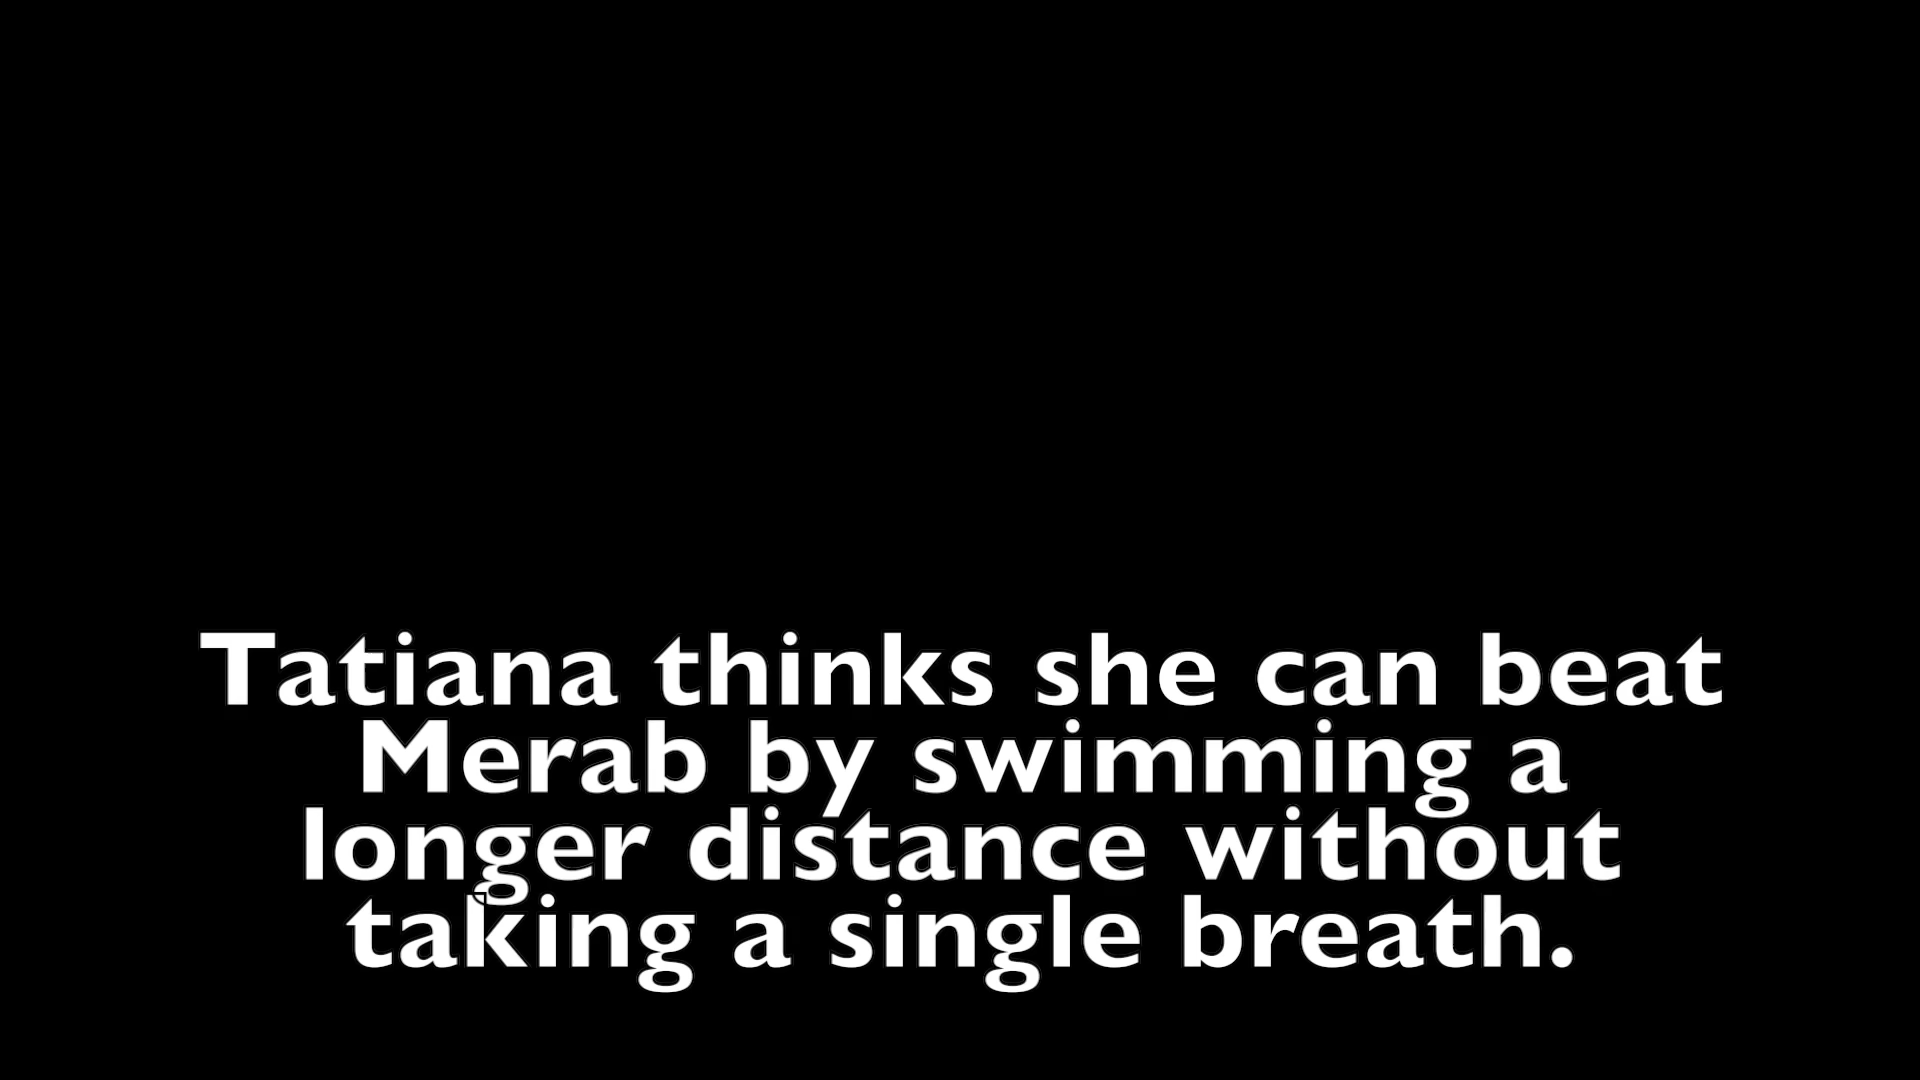 Tatiana thinks she can beat
Merab by swimming a
longer distance without
taking a single breath.